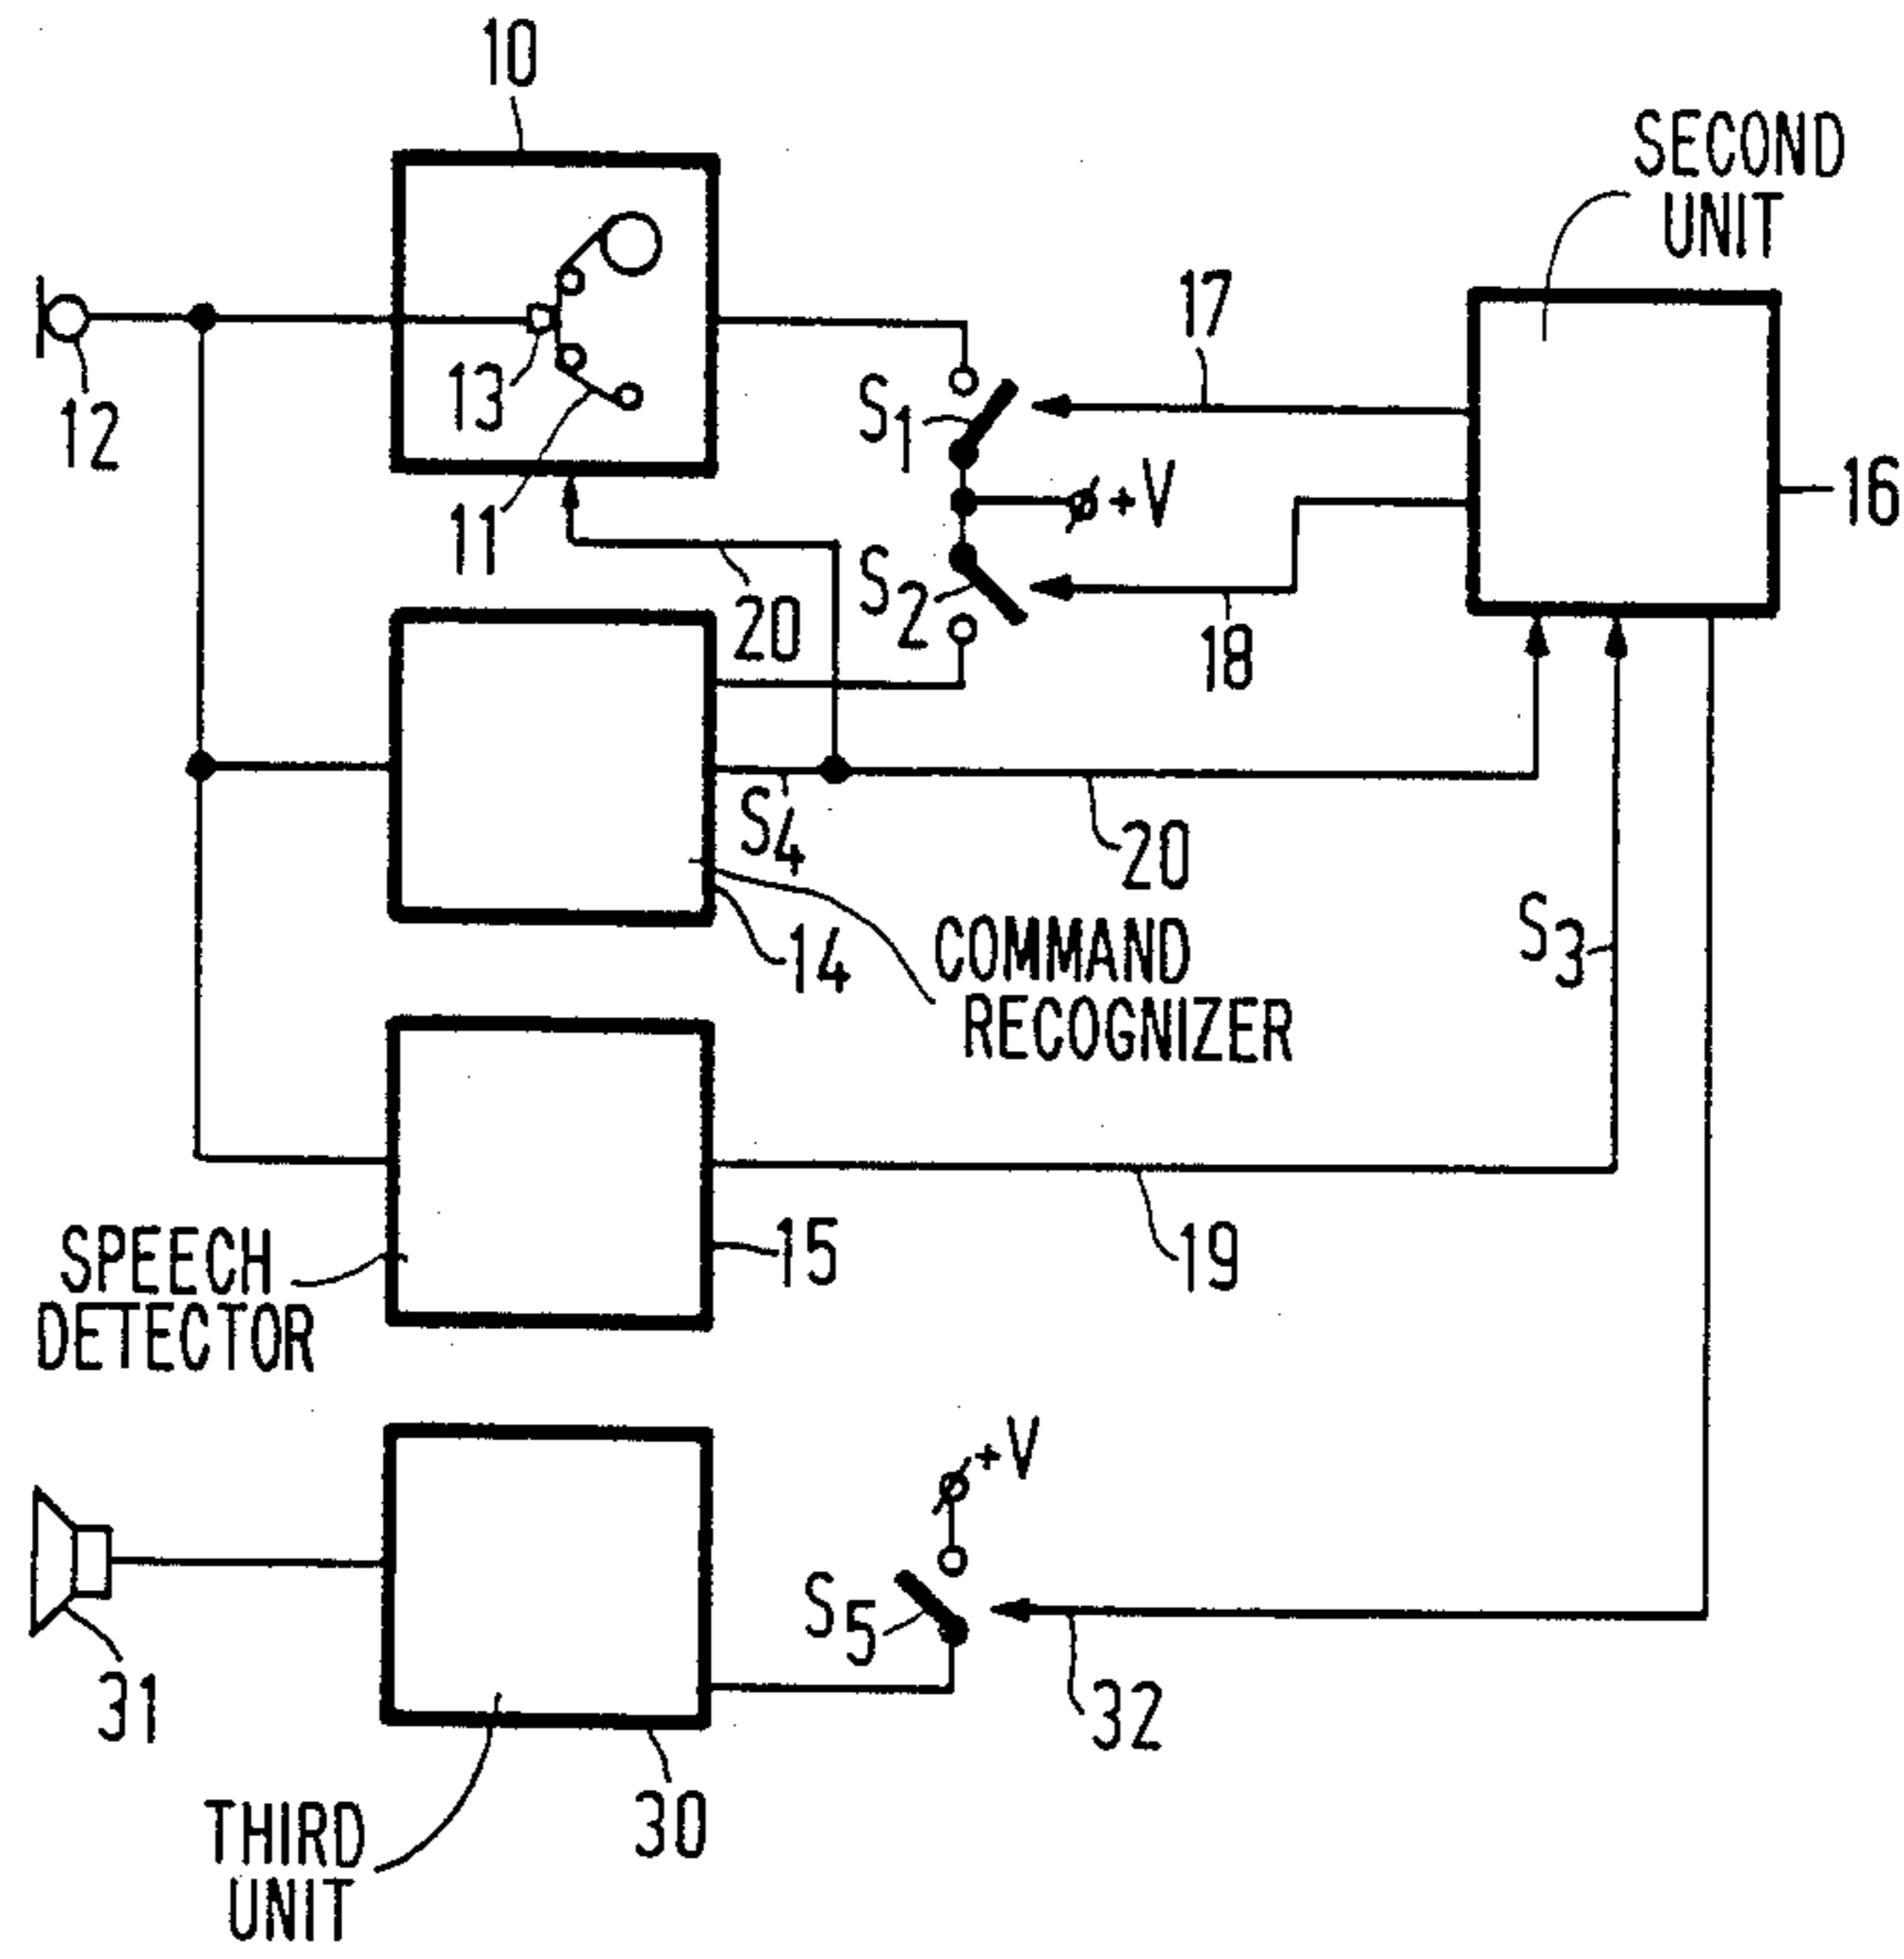 10
SECOND
UNIT
12
13
11
S1
17
+V
16
S2
20
18
S4
20
14
COMMAND
RECOGNIZER
S3
SPEECH
DETECTOR
15
19
+V
31
S5
32
30
THIRD
UNIT